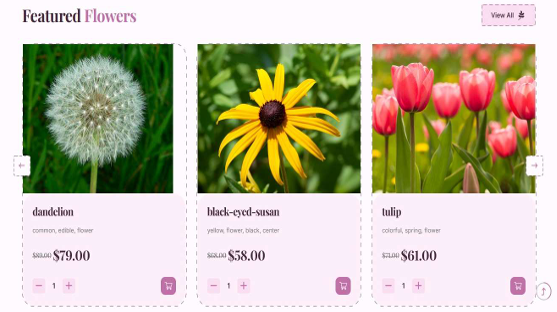 Featured Flowers
View All
dandelion
common, edible, flower
$89.00 $79.00
- 1 +
black-eyed-susan
yellow, flower, black, center
$68.00 $58.00
- 1 +
tulip
colorful, spring, flower
$71.00 $61.00
- 1 +